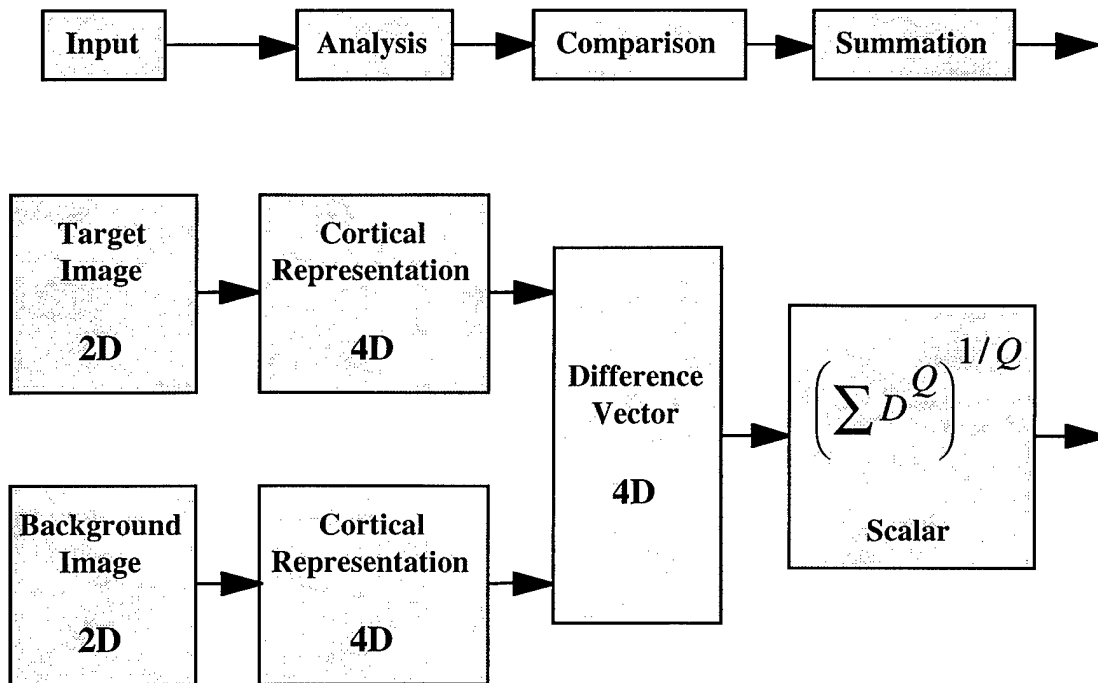 Input
Analysis
Comparison
Summation
Target
Image
2D
Cortical
Representation
4D
Background
Image
2D
Cortical
Representation
4D
Difference
Vector
4D
(∑ D^Q)^1/Q
Scalar